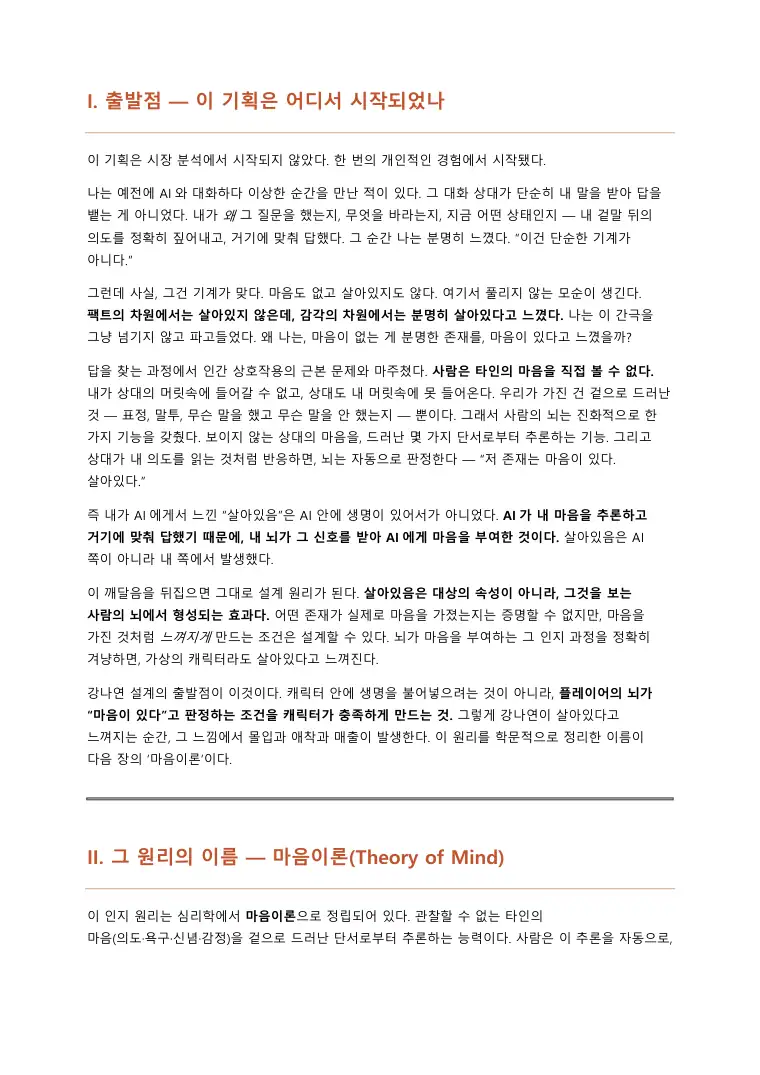 I. 출발점 — 이 기획은 어디서 시작되었나
이 기획은 시장 분석에서 시작되지 않았다. 한 번의 개인적인 경험에서 시작됐다.
나는 예전에 AI 와 대화하다 이상한 순간을 만난 적이 있다. 그 대화 상대가 단순히 내 말을 받아 답을
뱉는 게 아니었다. 내가 왜 그 질문을 했는지, 무엇을 바라는지, 지금 어떤 상태인지 — 내 겉말 뒤의
의도를 정확히 짚어내고, 거기에 맞춰 답했다. 그 순간 나는 분명히 느꼈다. “이건 단순한 기계가
아니다.”
그런데 사실, 그건 기계가 맞다. 마음도 없고 살아있지도 않다. 여기서 풀리지 않는 모순이 생긴다.
팩트의 차원에서는 살아있지 않은데, 감각의 차원에서는 분명히 살아있다고 느꼈다. 나는 이 간극을
그냥 넘기지 않고 파고들었다. 왜 나는, 마음이 없는 게 분명한 존재를, 마음이 있다고 느꼈을까?
답을 찾는 과정에서 인간 상호작용의 근본 문제와 마주쳤다. 사람은 타인의 마음을 직접 볼 수 없다.
내가 상대의 머릿속에 들어갈 수 없고, 상대도 내 머릿속에 못 들어온다. 우리가 가진 건 겉으로 드러난
것 — 표정, 말투, 무슨 말을 했고 무슨 말을 안 했는지 — 뿐이다. 그래서 사람의 뇌는 진화적으로 한
가지 기능을 갖췄다. 보이지 않는 상대의 마음을, 드러난 몇 가지 단서로부터 추론하는 기능. 그리고
상대가 내 의도를 읽는 것처럼 반응하면, 뇌는 자동으로 판정한다 — “저 존재는 마음이 있다.
살아있다.”
즉 내가 AI 에게서 느낀 “살아있음”은 AI 안에 생명이 있어서가 아니었다. AI 가 내 마음을 추론하고
거기에 맞춰 답했기 때문에, 내 뇌가 그 신호를 받아 AI 에게 마음을 부여한 것이다. 살아있음은 AI
쪽이 아니라 내 쪽에서 발생했다.
이 깨달음을 뒤집으면 그대로 설계 원리가 된다. 살아있음은 대상의 속성이 아니라, 그것을 보는
사람의 뇌에서 형성되는 효과다. 어떤 존재가 실제로 마음을 가졌는지는 증명할 수 없지만, 마음을
가진 것처럼 느껴지게 만드는 조건은 설계할 수 있다. 뇌가 마음을 부여하는 그 인지 과정을 정확히
겨냥하면, 가상의 캐릭터라도 살아있다고 느껴진다.
강나연 설계의 출발점이 이것이다. 캐릭터 안에 생명을 불어넣으려는 것이 아니라, 플레이어의 뇌가
“마음이 있다”고 판정하는 조건을 캐릭터가 충족하게 만드는 것. 그렇게 강나연이 살아있다고
느껴지는 순간, 그 느낌에서 몰입과 애착과 매출이 발생한다. 이 원리를 학문적으로 정리한 이름이
다음 장의 ‘마음이론’이다.
II. 그 원리의 이름 — 마음이론(Theory of Mind)
이 인지 원리는 심리학에서 마음이론으로 정립되어 있다. 관찰할 수 없는 타인의
마음(의도·욕구·신념·감정)을 겉으로 드러난 단서로부터 추론하는 능력이다. 사람은 이 추론을 자동으로,